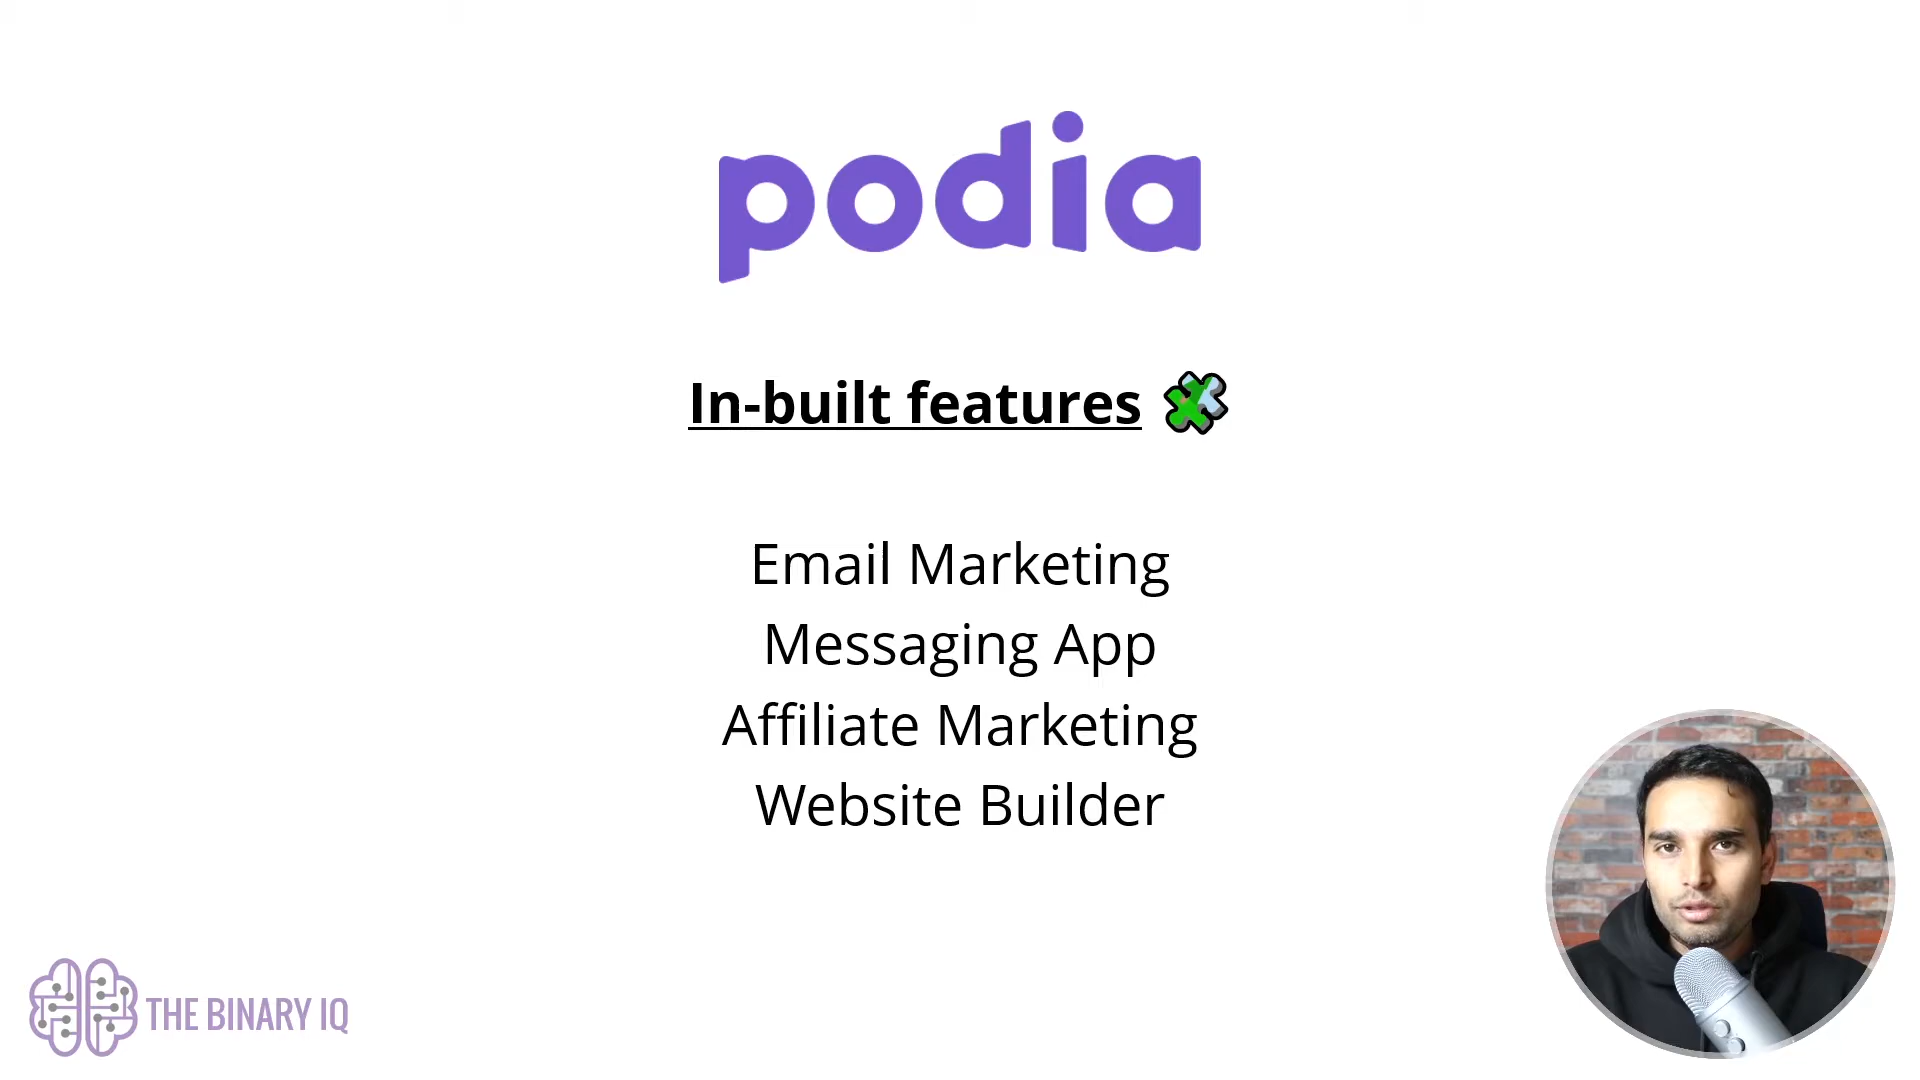 podia
In-built features
Email Marketing
Messaging App
Affiliate Marketing
Website Builder
THE BINARY IQ